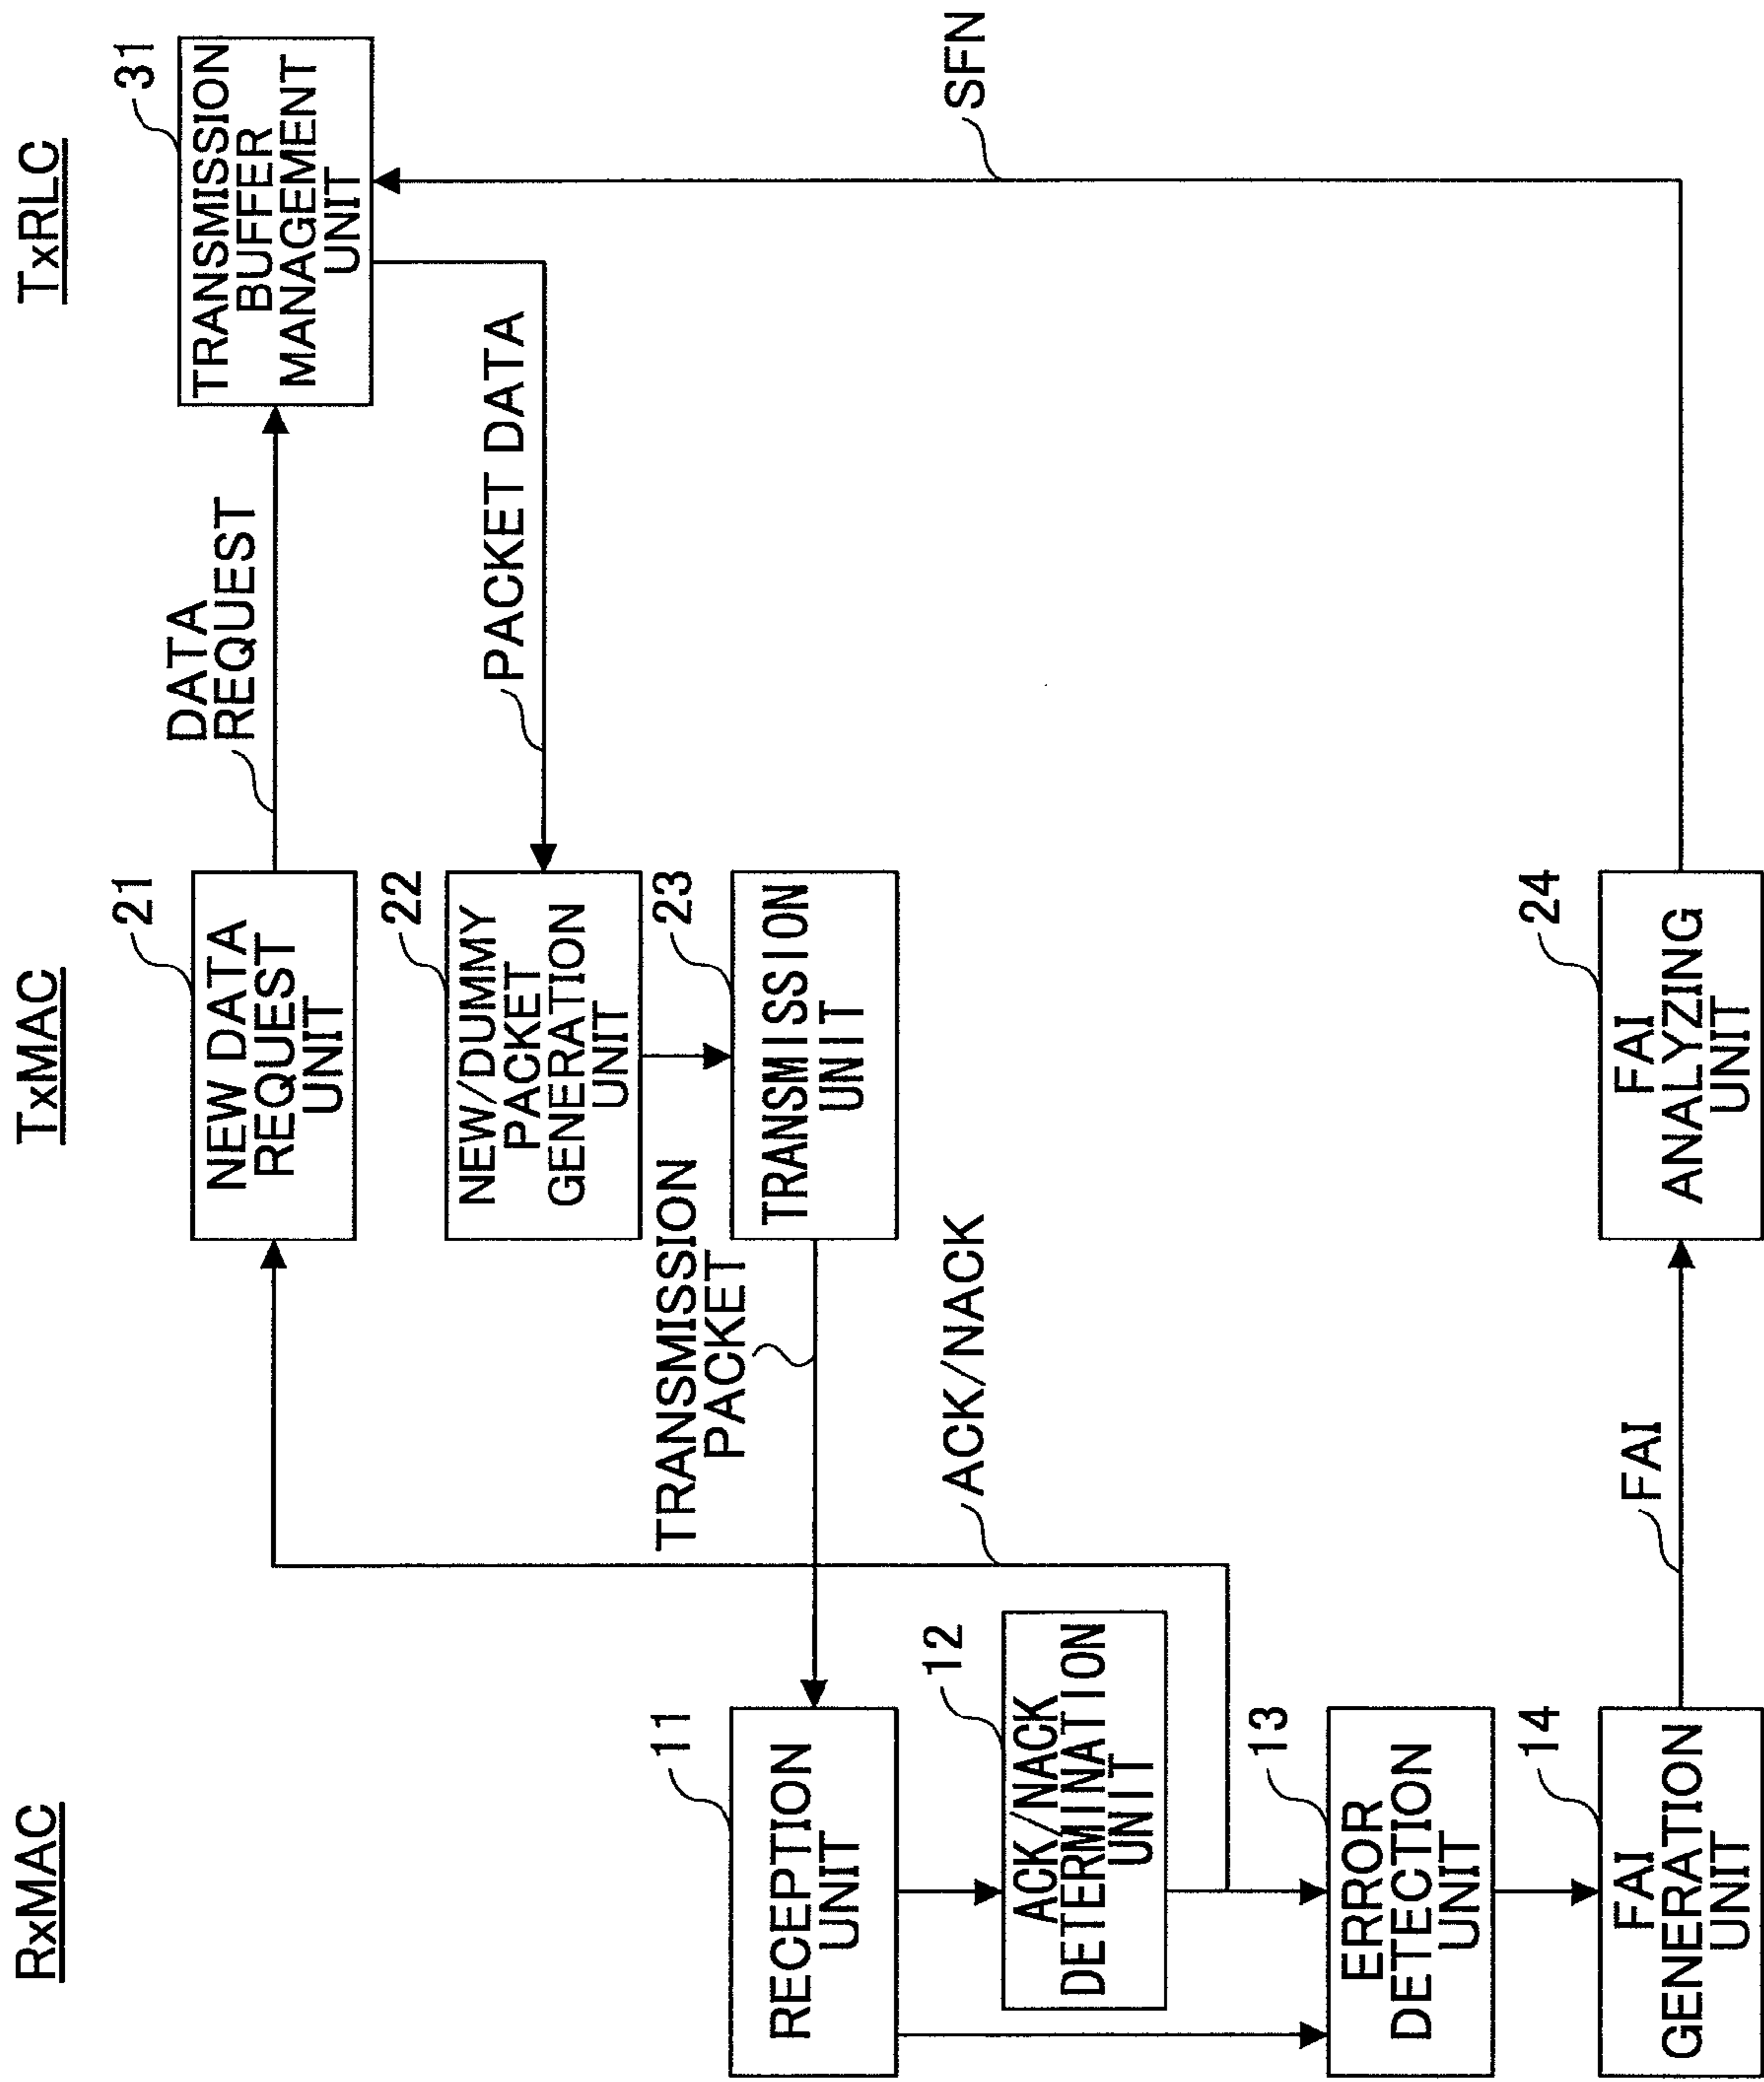 RxMAC
TxMAC
TxRLC
21
NEW DATA
REQUEST
UNIT
DATA
REQUEST
31
TRANSMISSION
BUFFER
MANAGEMENT
UNIT
22
NEW/DUMMY
PACKET
GENERATION
UNIT
PACKET DATA
11
RECEPTION
UNIT
TRANSMISSION
PACKET
23
TRANSMISSION
UNIT
12
ACK/NACK
DETERMINATION
UNIT
ACK/NACK
SFN
13
ERROR
DETECTION
UNIT
14
FAI
GENERATION
UNIT
FAI
24
FAI
ANALYZING
UNIT